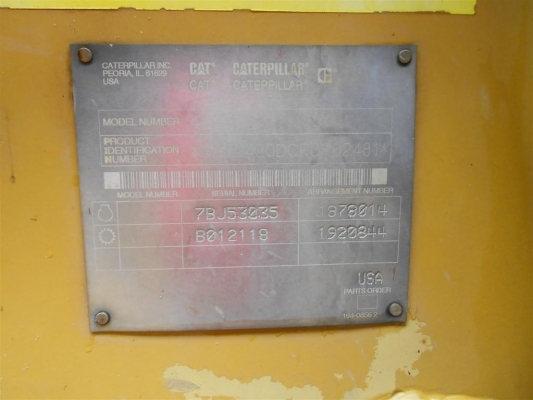 CATERPILLAR INC. CAT® CATERPILLAR®
PEORIA, IL. 61629 CAT® CATERPILLAR®
USA
MODEL NUMBER
PRODUCT
IDENTIFICATION
NUMBER
MODEL NUMBER SERIAL NUMBER ARRANGEMENT NUMBER
7BJ53035 1878014
B012118 1920844
USA
PARTS ORDER